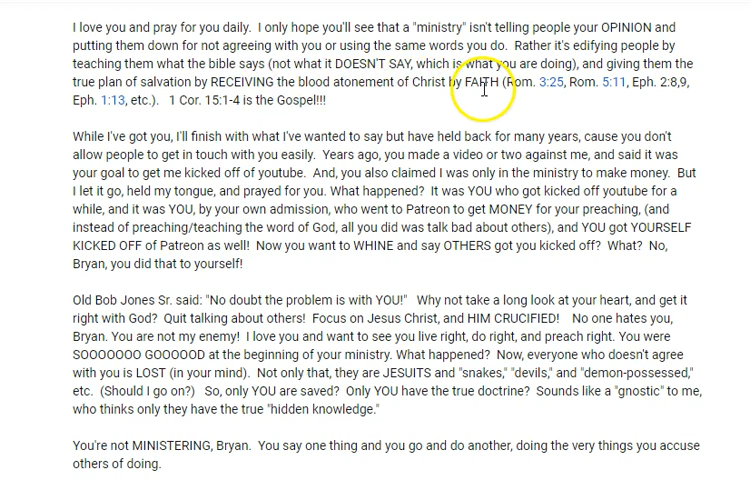 I love you and pray for you daily.  I only hope you'll see that a "ministry" isn't telling people your OPINION and
putting them down for not agreeing with you or using the same words you do.  Rather it's edifying people by
teaching them what the bible says (not what it DOESN'T SAY, which is what you are doing), and giving them the
true plan of salvation by RECEIVING the blood atonement of Christ by FAITH (Rom. 3:25, Rom. 5:11, Eph. 2:8,9,
Eph. 1:13, etc.).   1 Cor. 15:1-4 is the Gospel!!!
While I've got you, I'll finish with what I've wanted to say but have held back for many years, cause you don't
allow people to get in touch with you easily.  Years ago, you made a video or two against me, and said it was
your goal to get me kicked off of youtube.  And, you also claimed I was only in the ministry to make money.  But
I let it go, held my tongue, and prayed for you. What happened?  It was YOU who got kicked off youtube for a
while, and it was YOU, by your own admission, who went to Patreon to get MONEY for your preaching, (and
instead of preaching/teaching the word of God, all you did was talk bad about others), and YOU got YOURSELF
KICKED OFF of Patreon as well!  Now you want to WHINE and say OTHERS got you kicked off?  What?  No,
Bryan, you did that to yourself!
Old Bob Jones Sr. said: "No doubt the problem is with YOU!"   Why not take a long look at your heart, and get it
right with God?  Quit talking about others!  Focus on Jesus Christ, and HIM CRUCIFIED!   No one hates you,
Bryan. You are not my enemy!  I love you and want to see you live right, do right, and preach right. You were
SOOOOOOO GOOOOOD at the beginning of your ministry. What happened?  Now, everyone who doesn't agree
with you is LOST (in your mind).  Not only that, they are JESUITS and "snakes," "devils," and "demon-possessed,"
etc.  (Should I go on?)   So, only YOU are saved?  Only YOU have the true doctrine?  Sounds like a "gnostic" to me,
who thinks only they have the true "hidden knowledge."
You're not MINISTERING, Bryan.  You say one thing and you go and do another, doing the very things you accuse
others of doing.